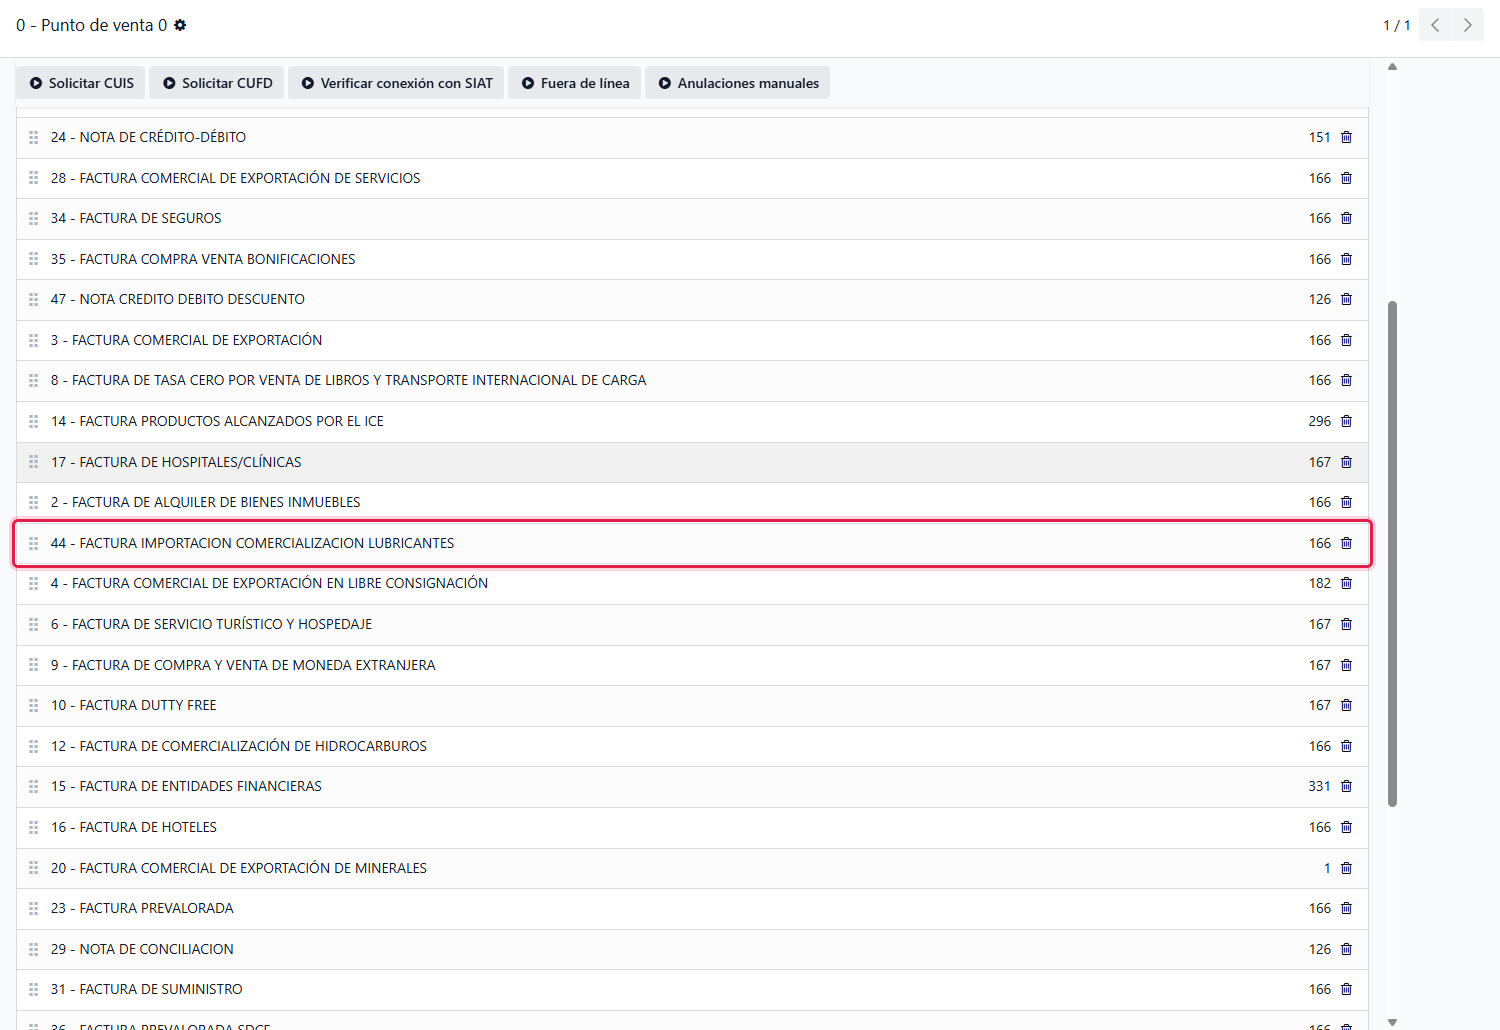 0 - Punto de venta 0
1 / 1
Solicitar CUIS Solicitar CUFD Verificar conexión con SIAT Fuera de línea Anulaciones manuales
24 - NOTA DE CRÉDITO-DÉBITO 151
28 - FACTURA COMERCIAL DE EXPORTACIÓN DE SERVICIOS 166
34 - FACTURA DE SEGUROS 166
35 - FACTURA COMPRA VENTA BONIFICACIONES 166
47 - NOTA CREDITO DEBITO DESCUENTO 126
3 - FACTURA COMERCIAL DE EXPORTACIÓN 166
8 - FACTURA DE TASA CERO POR VENTA DE LIBROS Y TRANSPORTE INTERNACIONAL DE CARGA 166
14 - FACTURA PRODUCTOS ALCANZADOS POR EL ICE 296
17 - FACTURA DE HOSPITALES/CLÍNICAS 167
2 - FACTURA DE ALQUILER DE BIENES INMUEBLES 166
44 - FACTURA IMPORTACION COMERCIALIZACION LUBRICANTES 166
4 - FACTURA COMERCIAL DE EXPORTACIÓN EN LIBRE CONSIGNACIÓN 182
6 - FACTURA DE SERVICIO TURÍSTICO Y HOSPEDAJE 167
9 - FACTURA DE COMPRA Y VENTA DE MONEDA EXTRANJERA 167
10 - FACTURA DUTTY FREE 167
12 - FACTURA DE COMERCIALIZACIÓN DE HIDROCARBUROS 166
15 - FACTURA DE ENTIDADES FINANCIERAS 331
16 - FACTURA DE HOTELES 166
20 - FACTURA COMERCIAL DE EXPORTACIÓN DE MINERALES 1
23 - FACTURA PREVALORADA 166
29 - NOTA DE CONCILIACION 126
31 - FACTURA DE SUMINISTRO 166
36 - FACTURA PREVALORADA SDCF 166